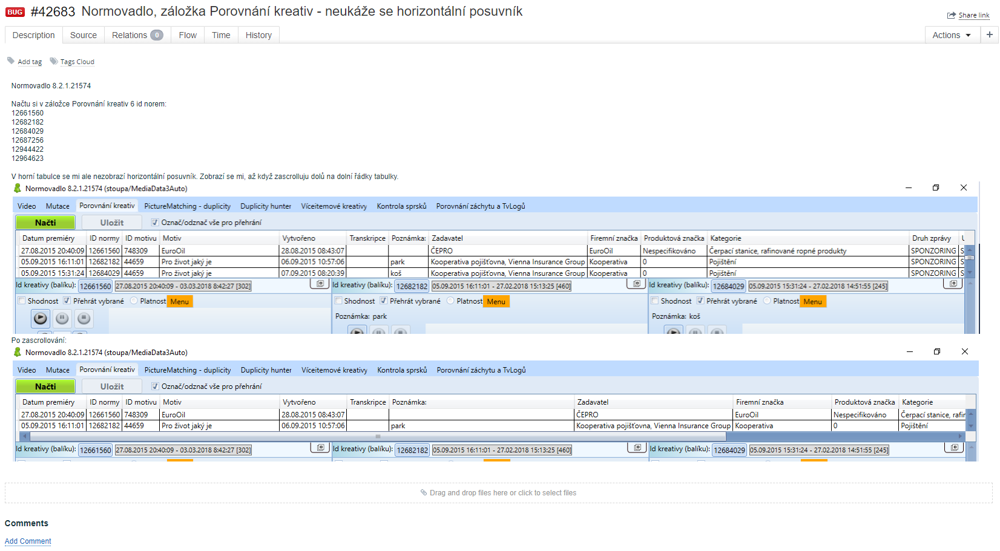 BUG #42683 Normovadlo, záložka Porovnání kreativ - neukáže se horizontální posuvník
Share link
Description Source Relations 0 Flow Time History Actions +
Add tag Tags Cloud
Normovadlo 8.2.1.21574
Načtu si v záložce Porovnání kreativ 6 id norem:
12661560
12682182
12684029
12687256
12944422
12964623
V horní tabulce se mi ale nezobrazí horizontální posuvník. Zobrazí se mi, až když zascrolluju dolů na dolní řádky tabulky.
Normovadlo 8.2.1.21574 (stoupa/MediaData3Auto)
Video Mutace Porovnání kreativ PictureMatching - duplicity Duplicity hunter Víceitemové kreativy Kontrola sprsků Porovnání záchytu a TvLogů
Načti Uložit Označ/odznač vše pro přehrání
Datum premiéry ID normy ID motivu Motiv Vytvořeno Transkripce Poznámka: Zadavatel Firemní značka Produktová značka Kategorie Druh zprávy
27.08.2015 20:40:09 12661560 748309 EuroOil 28.08.2015 08:43:07 ČEPRO EuroOil Nespecifikováno Čerpací stanice, rafinované ropné produkty SPONZORING S
05.09.2015 16:11:01 12682182 44659 Pro život jaký je 06.09.2015 10:57:06 park Kooperativa pojišťovna, Vienna Insurance Group Kooperativa 0 Pojištění SPONZORING S
05.09.2015 15:31:24 12684029 44659 Pro život jaký je 07.09.2015 08:20:39 koš Kooperativa pojišťovna, Vienna Insurance Group Kooperativa 0 Pojištění SPONZORING S
Id kreativy (balíku): 12661560 27.08.2015 20:40:09 - 03.03.2018 8:42:27 [302] Id kreativy (balíku): 12682182 05.09.2015 16:11:01 - 27.02.2018 15:13:25 [460] Id kreativy (balíku): 12684029 05.09.2015 15:31:24 - 27.02.2018 14:51:55 [245]
Shodnost Přehrát vybrané Platnost Menu Shodnost Přehrát vybrané Platnost Menu Shodnost Přehrát vybrané Platnost Menu
Poznámka: park Poznámka: koš
Po zascrollování:
Normovadlo 8.2.1.21574 (stoupa/MediaData3Auto)
Video Mutace Porovnání kreativ PictureMatching - duplicity Duplicity hunter Víceitemové kreativy Kontrola sprsků Porovnání záchytu a TvLogů
Načti Uložit Označ/odznač vše pro přehrání
Datum premiéry ID normy ID motivu Motiv Vytvořeno Transkripce Poznámka: Zadavatel Firemní značka Produktová značka Kategorie
27.08.2015 20:40:09 12661560 748309 EuroOil 28.08.2015 08:43:07 ČEPRO EuroOil Nespecifikováno Čerpací stanice, rafir
05.09.2015 16:11:01 12682182 44659 Pro život jaký je 06.09.2015 10:57:06 park Kooperativa pojišťovna, Vienna Insurance Group Kooperativa 0 Pojištění
Id kreativy (balíku): 12661560 27.08.2015 20:40:09 - 03.03.2018 8:42:27 [302] Id kreativy (balíku): 12682182 05.09.2015 16:11:01 - 27.02.2018 15:13:25 [460] Id kreativy (balíku): 12684029 05.09.2015 15:31:24 - 27.02.2018 14:51:55 [245]
Drag and drop files here or click to select files
Comments
Add Comment